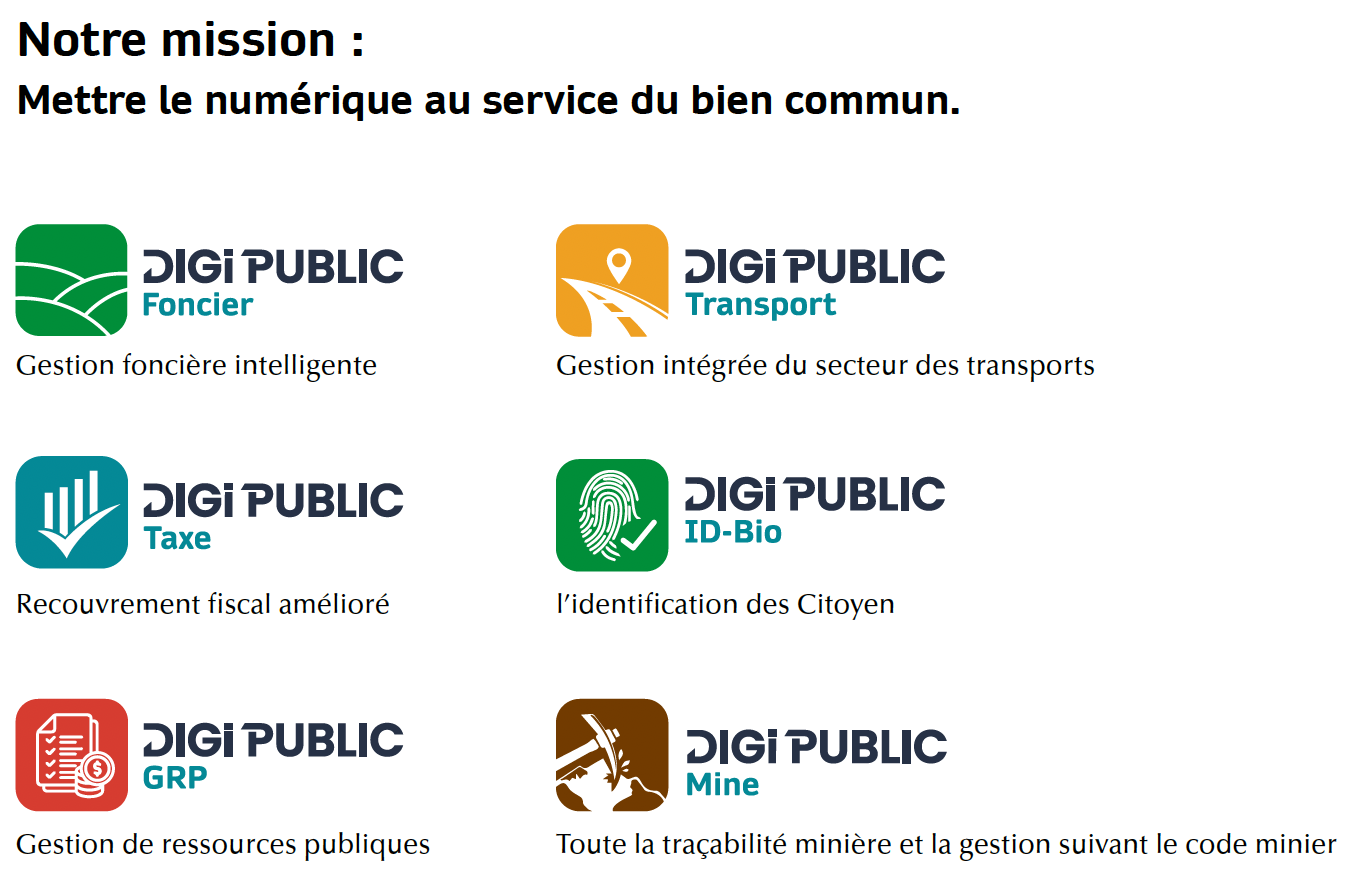 Notre mission :
Mettre le numérique au service du bien commun.
DIGI PUBLIC
Foncier
Gestion foncière intelligente
DIGI PUBLIC
Transport
Gestion intégrée du secteur des transports
DIGI PUBLIC
Taxe
Recouvrement fiscal amélioré
DIGI PUBLIC
ID-Bio
l'identification des Citoyen
$
DIGI PUBLIC
GRP
Gestion de ressources publiques
DIGI PUBLIC
Mine
Toute la traçabilité minière et la gestion suivant le code minier